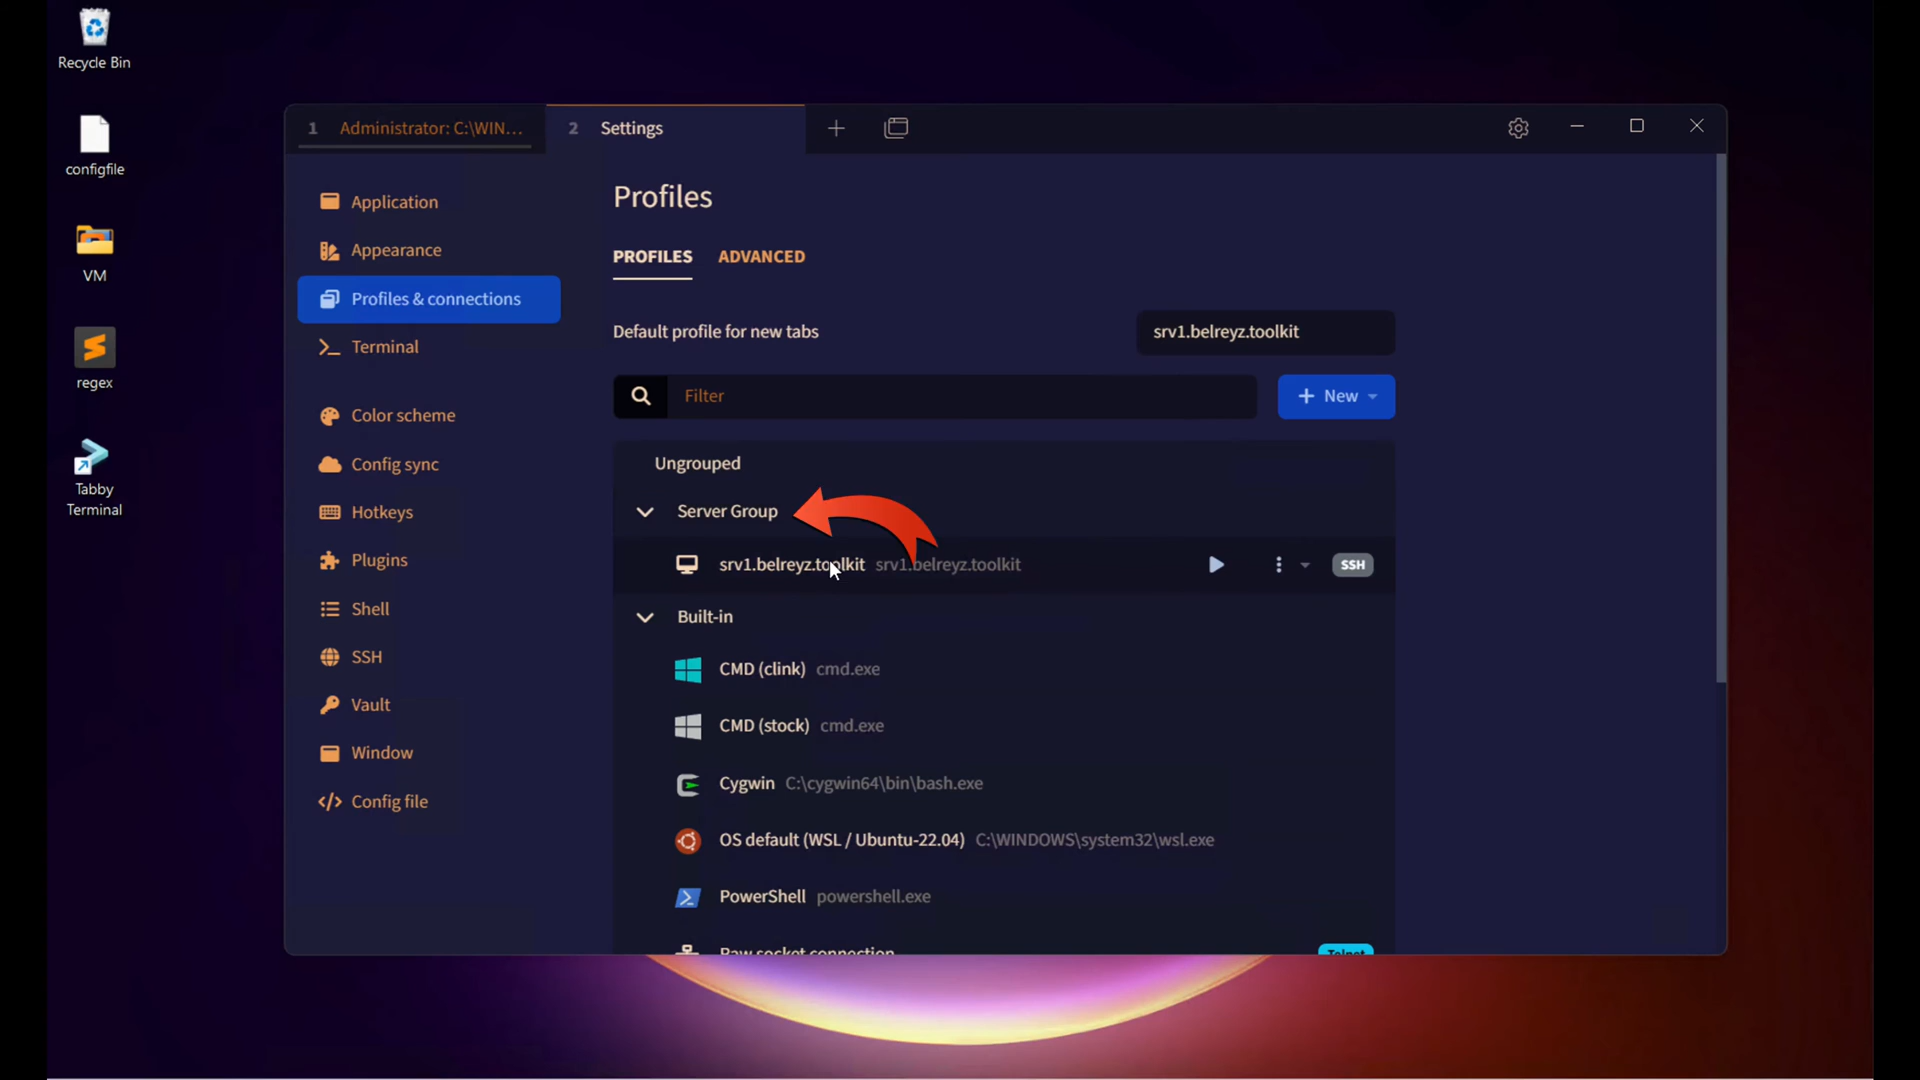 Recycle Bin
configfile
VM
regex
Tabby
Terminal
1 Administrator: C:\WIN...
2 Settings
Application
Appearance
Profiles & connections
Terminal
Color scheme
Config sync
Hotkeys
Plugins
Shell
SSH
Vault
Window
Config file
Profiles
PROFILES ADVANCED
Default profile for new tabs srv1.belreyz.toolkit
Filter
New
Ungrouped
Server Group
srv1.belreyz.toolkit srv1.belreyz.toolkit SSH
Built-in
CMD (clink) cmd.exe
CMD (stock) cmd.exe
Cygwin C:\cygwin64\bin\bash.exe
OS default (WSL / Ubuntu-22.04) C:\WINDOWS\system32\wsl.exe
PowerShell powershell.exe
Raw socket connection Telnet